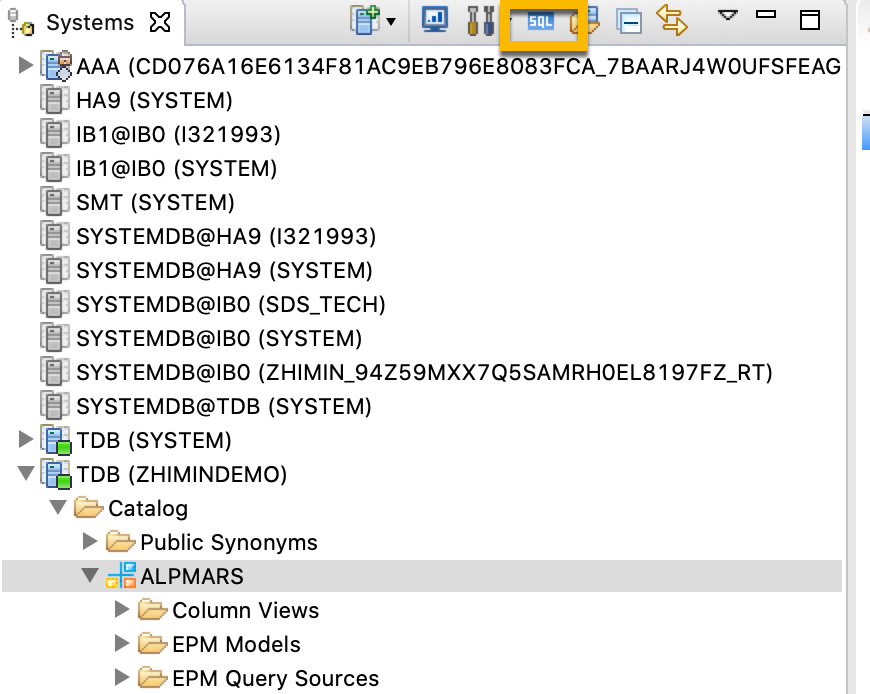 Systems
SQL
AAA (CD076A16E6134F81AC9EB796E8083FCA_7BAARJ4W0UFSFEAG
HA9 (SYSTEM)
IB1@IB0 (I321993)
IB1@IB0 (SYSTEM)
SMT (SYSTEM)
SYSTEMDB@HA9 (I321993)
SYSTEMDB@HA9 (SYSTEM)
SYSTEMDB@IB0 (SDS_TECH)
SYSTEMDB@IB0 (SYSTEM)
SYSTEMDB@IB0 (ZHIMIN_94Z59MXX7Q5SAMRH0EL8197FZ_RT)
SYSTEMDB@TDB (SYSTEM)
TDB (SYSTEM)
TDB (ZHIMINDEMO)
Catalog
Public Synonyms
ALPMARS
Column Views
EPM Models
EPM Query Sources